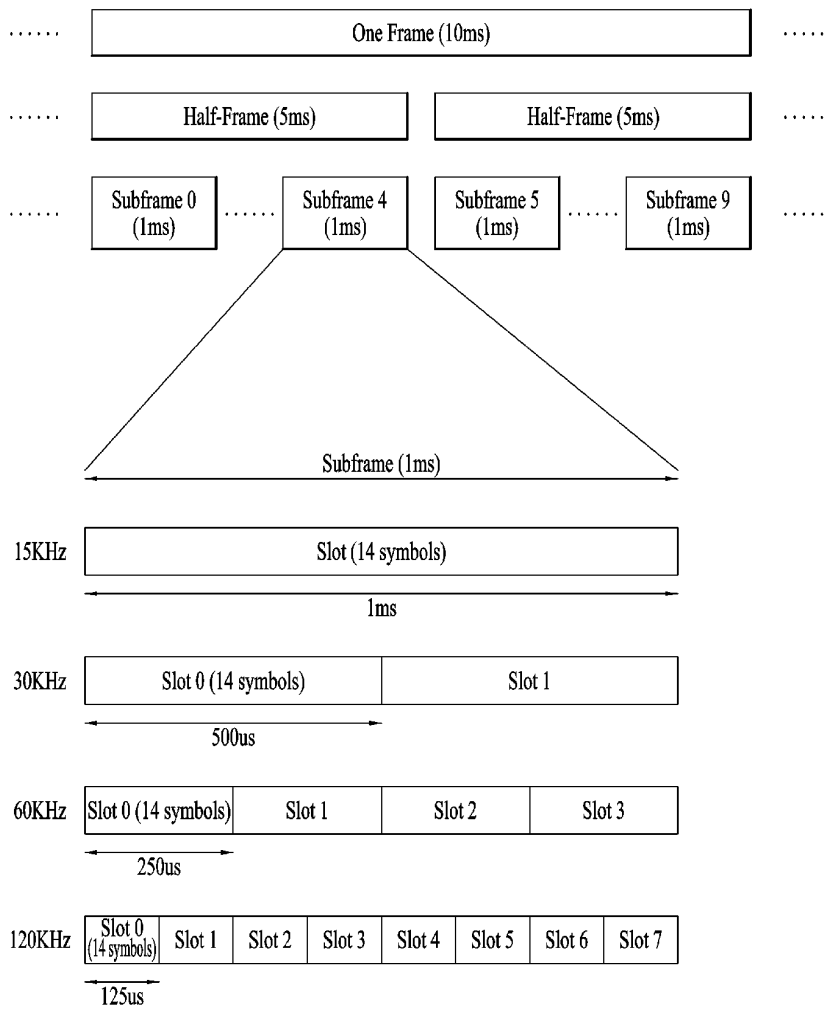 ...... One Frame (10ms) .....
...... Half-Frame (5ms) Half-Frame (5ms) .....
Subframe 0 Subframe 4 Subframe 5 Subframe 9
...... (1ms) ...... (1ms) (1ms) ...... (1ms) .....
Subframe (1ms)
15KHz Slot (14 symbols)
1ms
30KHz Slot 0 (14 symbols) Slot 1
500us
60KHz Slot 0 (14 symbols) Slot 1 Slot 2 Slot 3
250us
120KHz Slot 0 (14 symbols) Slot 1 Slot 2 Slot 3 Slot 4 Slot 5 Slot 6 Slot 7
125us